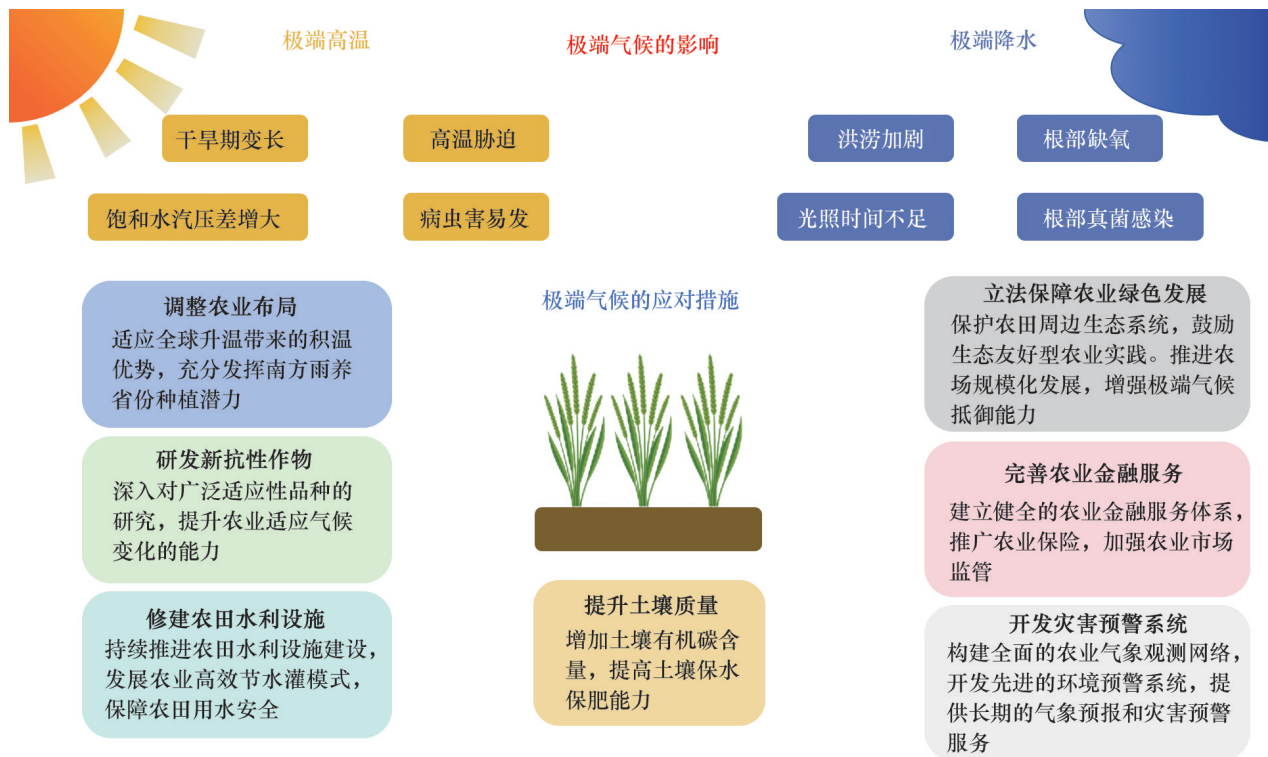 极端高温
极端气候的影响
极端降水
干旱期变长
高温胁迫
洪涝加剧
根部缺氧
饱和水汽压差增大
病虫害易发
光照时间不足
根部真菌感染
极端气候的应对措施
调整农业布局
适应全球升温带来的积温
优势，充分发挥南方雨养
省份种植潜力
研发新抗性作物
深入对广泛适应性品种的
研究，提升农业适应气候
变化的能力
修建农田水利设施
持续推进农田水利设施建设，
发展农业高效节水灌模式，
保障农田用水安全
提升土壤质量
增加土壤有机碳含
量，提高土壤保水
保肥能力
立法保障农业绿色发展
保护农田周边生态系统，鼓励
生态友好型农业实践。推进农
场规模化发展，增强极端气候
抵御能力
完善农业金融服务
建立健全的农业金融服务体系，
推广农业保险，加强农业市场
监管
开发灾害预警系统
构建全面的农业气象观测网络，
开发先进的环境预警系统，提
供长期的气象预报和灾害预警
服务